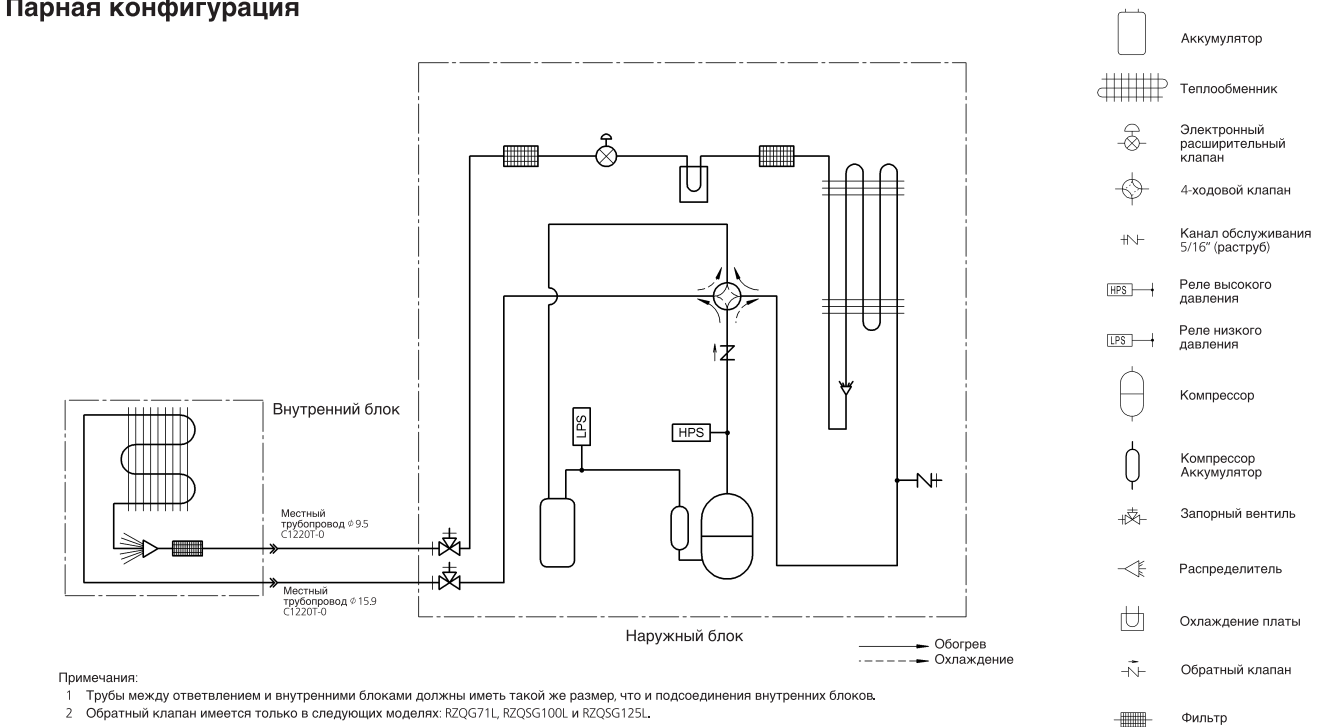 Парная конфигурация
Аккумулятор
Теплообменник
Электронный
расширительный
клапан
4-ходовой клапан
Канал обслуживания
5/16" (раструб)
HPS
Реле высокого
давления
LPS
Реле низкого
давления
Компрессор
Компрессор
Аккумулятор
Запорный вентиль
Распределитель
Охлаждение платы
Обратный клапан
Фильтр
Внутренний блок
LPS
HPS
Местный
трубопровод ø 9.5
C1220T-0
Местный
трубопровод ø 15.9
C1220T-0
Наружный блок
Обогрев
Охлаждение
Примечания:
1 Трубы между ответвлением и внутренними блоками должны иметь такой же размер, что и подсоединения внутренних блоков.
2 Обратный клапан имеется только в следующих моделях: RZQG71L, RZQSG100L и RZQSG125L.